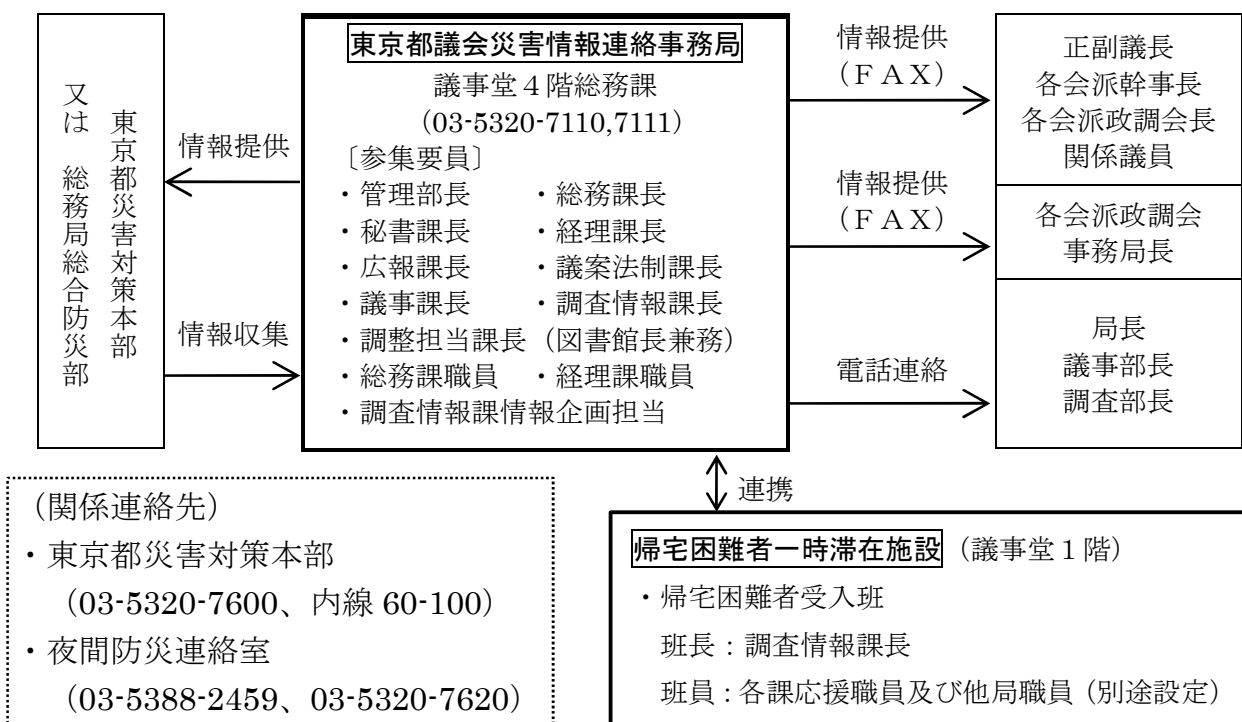 東京都災害対策本部
又は 総務局総合防災部
情報提供
情報収集
東京都議会災害情報連絡事務局
議事堂４階総務課
（03-5320-7110,7111）
〔参集要員〕
・管理部長 ・総務課長
・秘書課長 ・経理課長
・広報課長 ・議案法制課長
・議事課長 ・調査情報課長
・調整担当課長（図書館長兼務）
・総務課職員 ・経理課職員
・調査情報課情報企画担当
情報提供
（ＦＡＸ）
正副議長
各会派幹事長
各会派政調会長
関係議員
情報提供
（ＦＡＸ）
各会派政調会
事務局長
電話連絡
局長
議事部長
調査部長
連携
（関係連絡先）
・東京都災害対策本部
（03-5320-7600、内線 60-100）
・夜間防災連絡室
（03-5388-2459、03-5320-7620）
帰宅困難者一時滞在施設（議事堂１階）
・帰宅困難者受入班
班長：調査情報課長
班員：各課応援職員及び他局職員（別途設定）